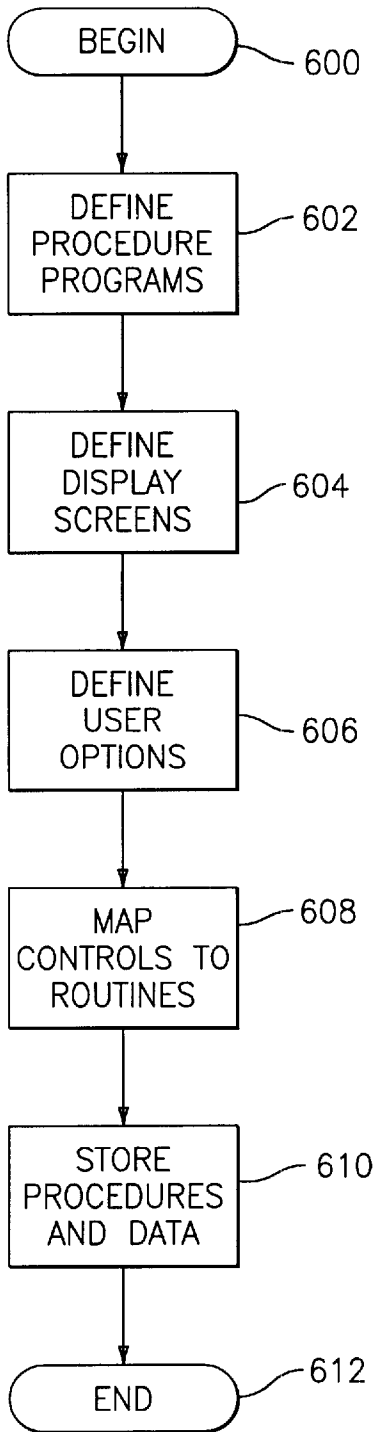 BEGIN
600
DEFINE
PROCEDURE
PROGRAMS
602
DEFINE
DISPLAY
SCREENS
604
DEFINE
USER
OPTIONS
606
MAP
CONTROLS TO
ROUTINES
608
STORE
PROCEDURES
AND DATA
610
END
612